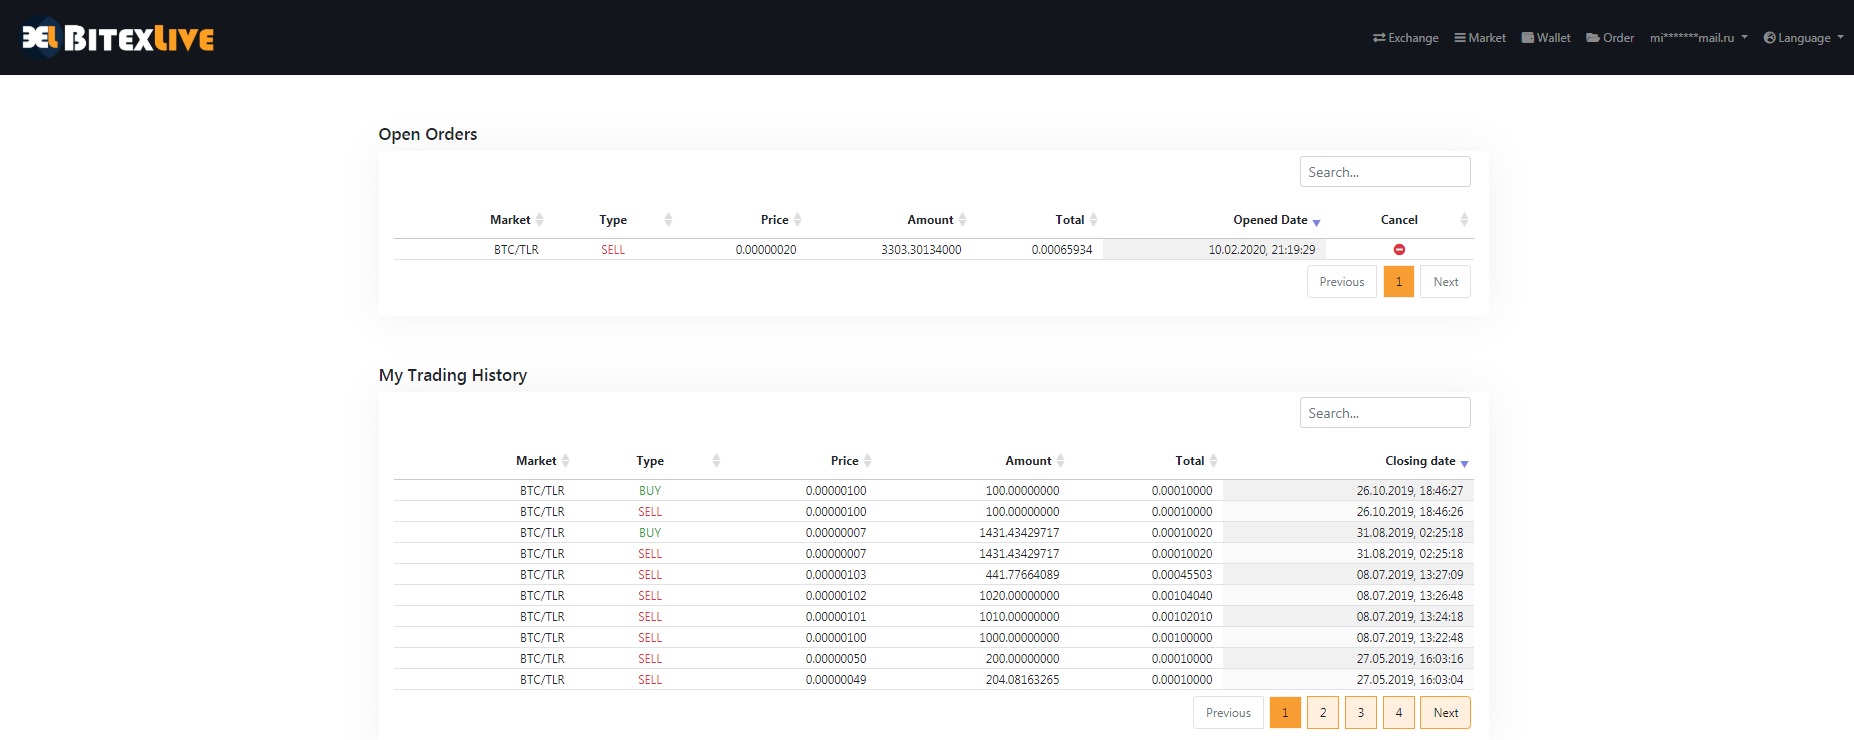 BITEXLIVE
Exchange Market Wallet Order mi*******mail.ru Language
Open Orders
Search...
Market Type Price Amount Total Opened Date Cancel
BTC/TLR SELL 0.00000020 3303.30134000 0.00065934 10.02.2020, 21:19:29
Previous 1 Next
My Trading History
Search...
Market Type Price Amount Total Closing date
BTC/TLR BUY 0.00000100 100.00000000 0.00010000 26.10.2019, 18:46:27
BTC/TLR SELL 0.00000100 100.00000000 0.00010000 26.10.2019, 18:46:26
BTC/TLR BUY 0.00000007 1431.43429717 0.00010020 31.08.2019, 02:25:18
BTC/TLR SELL 0.00000007 1431.43429717 0.00010020 31.08.2019, 02:25:18
BTC/TLR SELL 0.00000103 441.77664089 0.00045503 08.07.2019, 13:27:09
BTC/TLR SELL 0.00000102 1020.00000000 0.00104040 08.07.2019, 13:26:48
BTC/TLR SELL 0.00000101 1010.00000000 0.00102010 08.07.2019, 13:24:18
BTC/TLR SELL 0.00000100 1000.00000000 0.00100000 08.07.2019, 13:22:48
BTC/TLR SELL 0.00000050 200.00000000 0.00010000 27.05.2019, 16:03:16
BTC/TLR SELL 0.00000049 204.08163265 0.00010000 27.05.2019, 16:03:04
Previous 1 2 3 4 Next